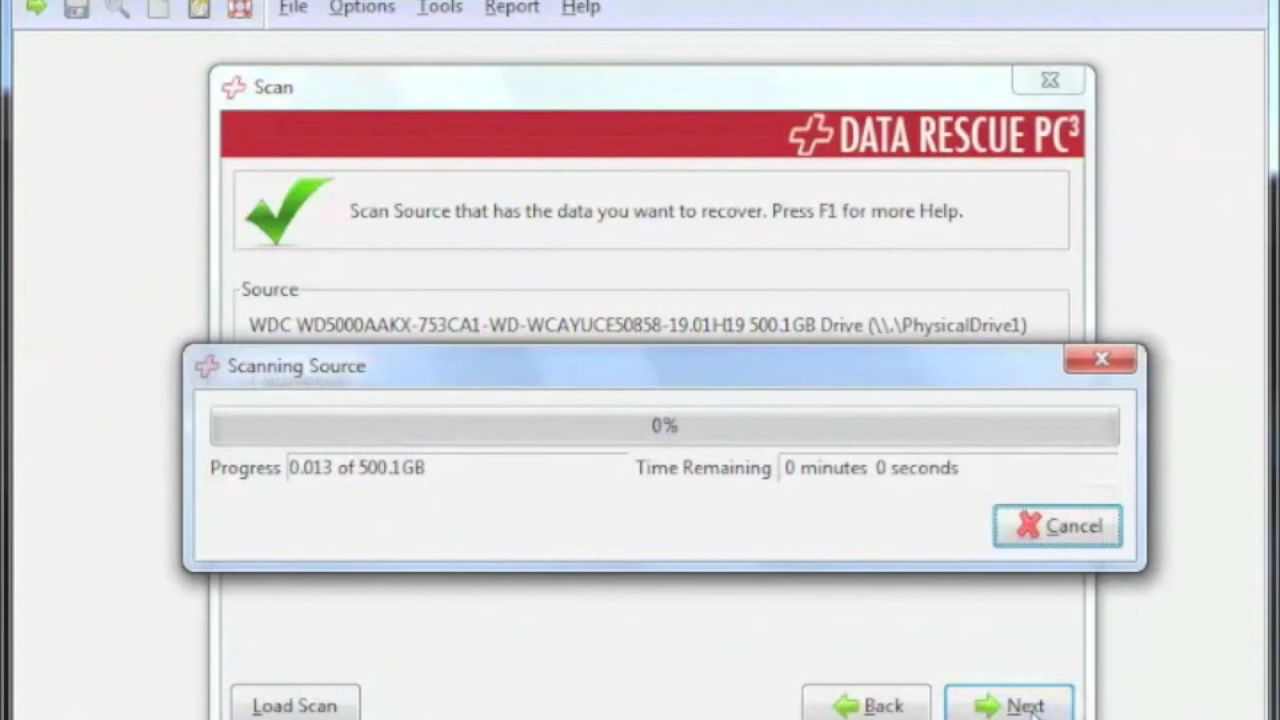 File Options Tools Report Help
Scan
DATA RESCUE PC³
Scan Source that has the data you want to recover. Press F1 for more Help.
Source
WDC WD5000AAKX-753CA1-WD-WCAYUCE50858-19.01H19 500.1GB Drive (\\.\PhysicalDrive1)
Scanning Source
0%
Progress 0.013 of 500.1GB Time Remaining 0 minutes 0 seconds
Cancel
Load Scan Back Next